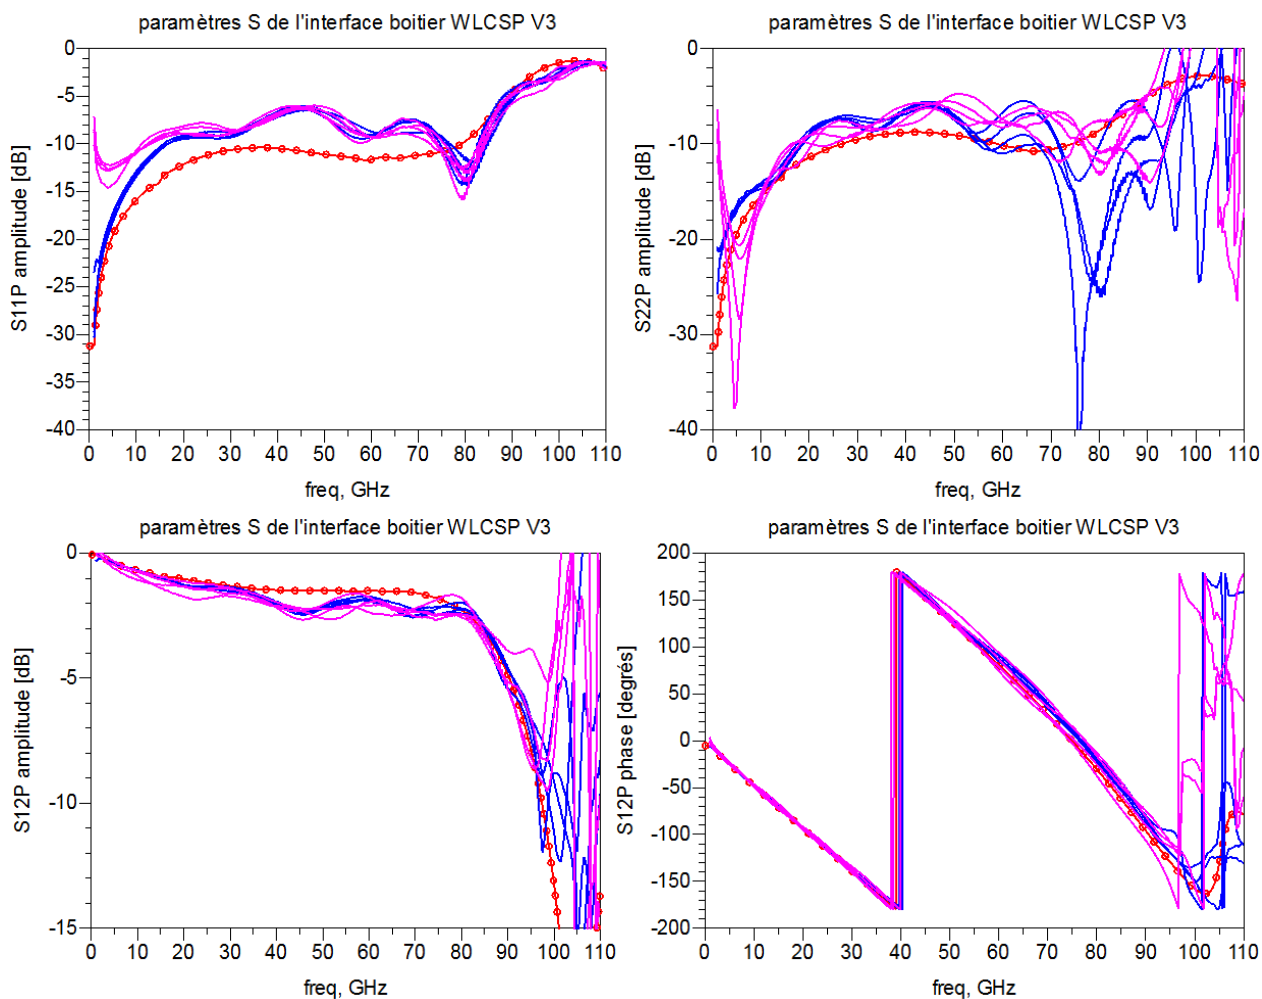 paramètres S de l'interface boitier WLCSP V3
S11P amplitude [dB]
0
-5
-10
-15
-20
-25
-30
-35
-40
0 10 20 30 40 50 60 70 80 90 100 110
freq, GHz
paramètres S de l'interface boitier WLCSP V3
S22P amplitude [dB]
0
-10
-20
-30
-40
0 10 20 30 40 50 60 70 80 90 100 110
freq, GHz
paramètres S de l'interface boitier WLCSP V3
S12P amplitude [dB]
0
-5
-10
-15
0 10 20 30 40 50 60 70 80 90 100 110
freq, GHz
paramètres S de l'interface boitier WLCSP V3
S12P phase [degrés]
200
150
100
50
0
-50
-100
-150
-200
0 10 20 30 40 50 60 70 80 90 100 110
freq, GHz